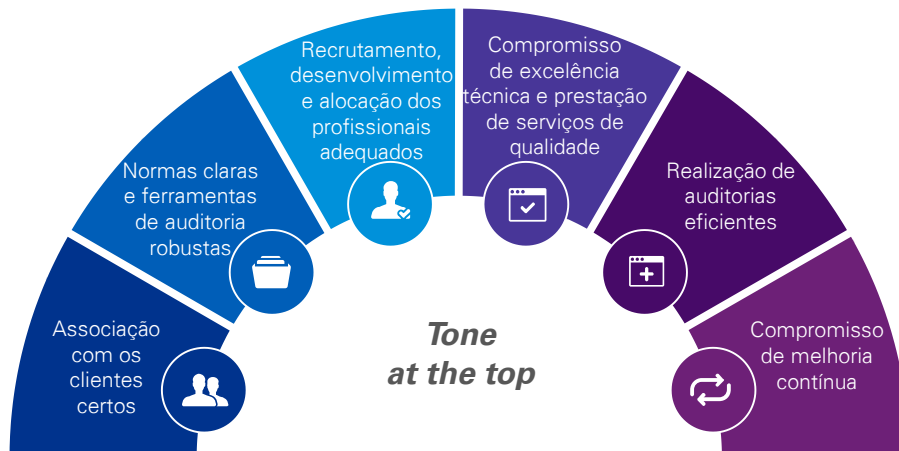 Associação
com os
clientes
certos
Normas claras
e ferramentas
de auditoria
robustas
Recrutamento,
desenvolvimento
e alocação dos
profissionais
adequados
Compromisso
de excelência
técnica e prestação
de serviços de
qualidade
Realização de
auditorias
eficientes
Compromisso
de melhoria
contínua
Tone
at the top